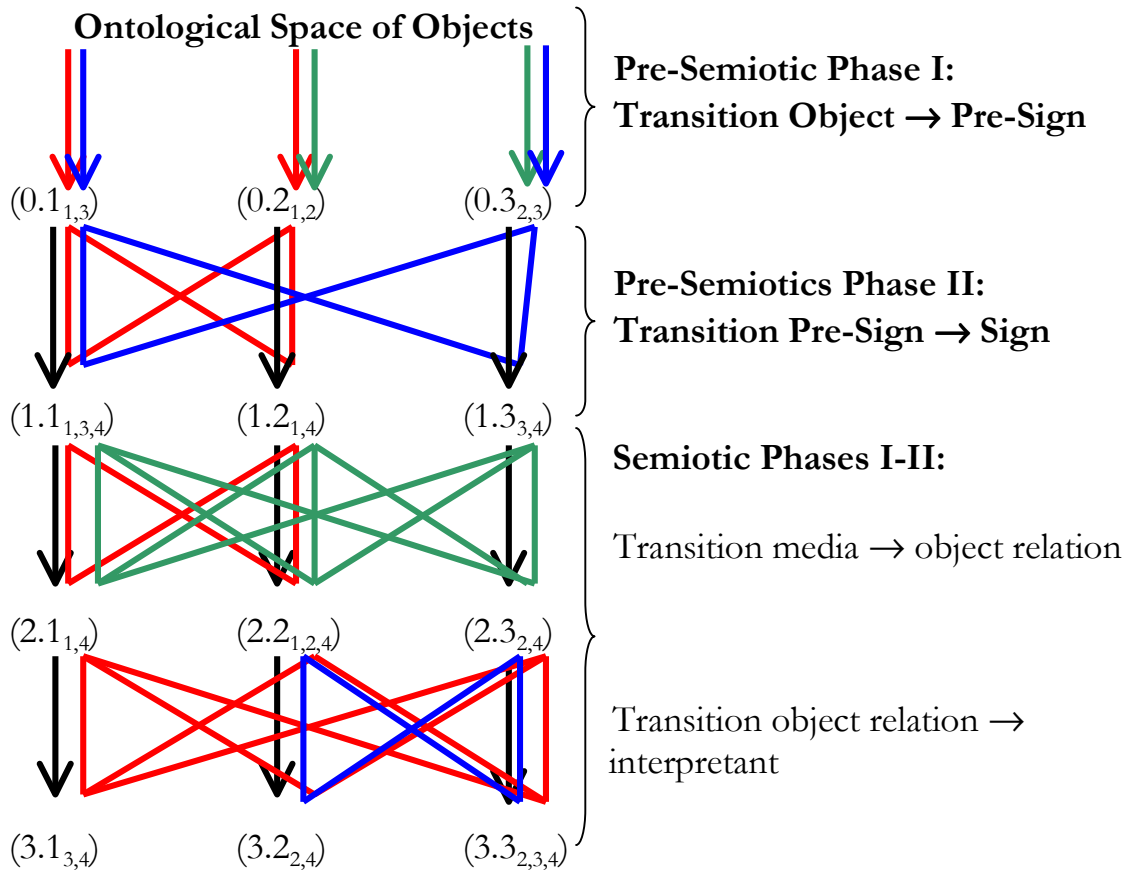 Ontological Space of Objects
Pre-Semiotic Phase I:
Transition Object → Pre-Sign
(0.1₁,₃) (0.2₁,₂) (0.3₂,₃)
Pre-Semiotics Phase II:
Transition Pre-Sign → Sign
(1.1₁,₃,₄) (1.2₁,₄) (1.3₃,₄)
Semiotic Phases I-II:
Transition media → object relation
(2.1₁,₄) (2.2₁,₂,₄) (2.3₂,₄)
Transition object relation →
interpretant
(3.1₃,₄) (3.2₂,₄) (3.3₂,₃,₄)